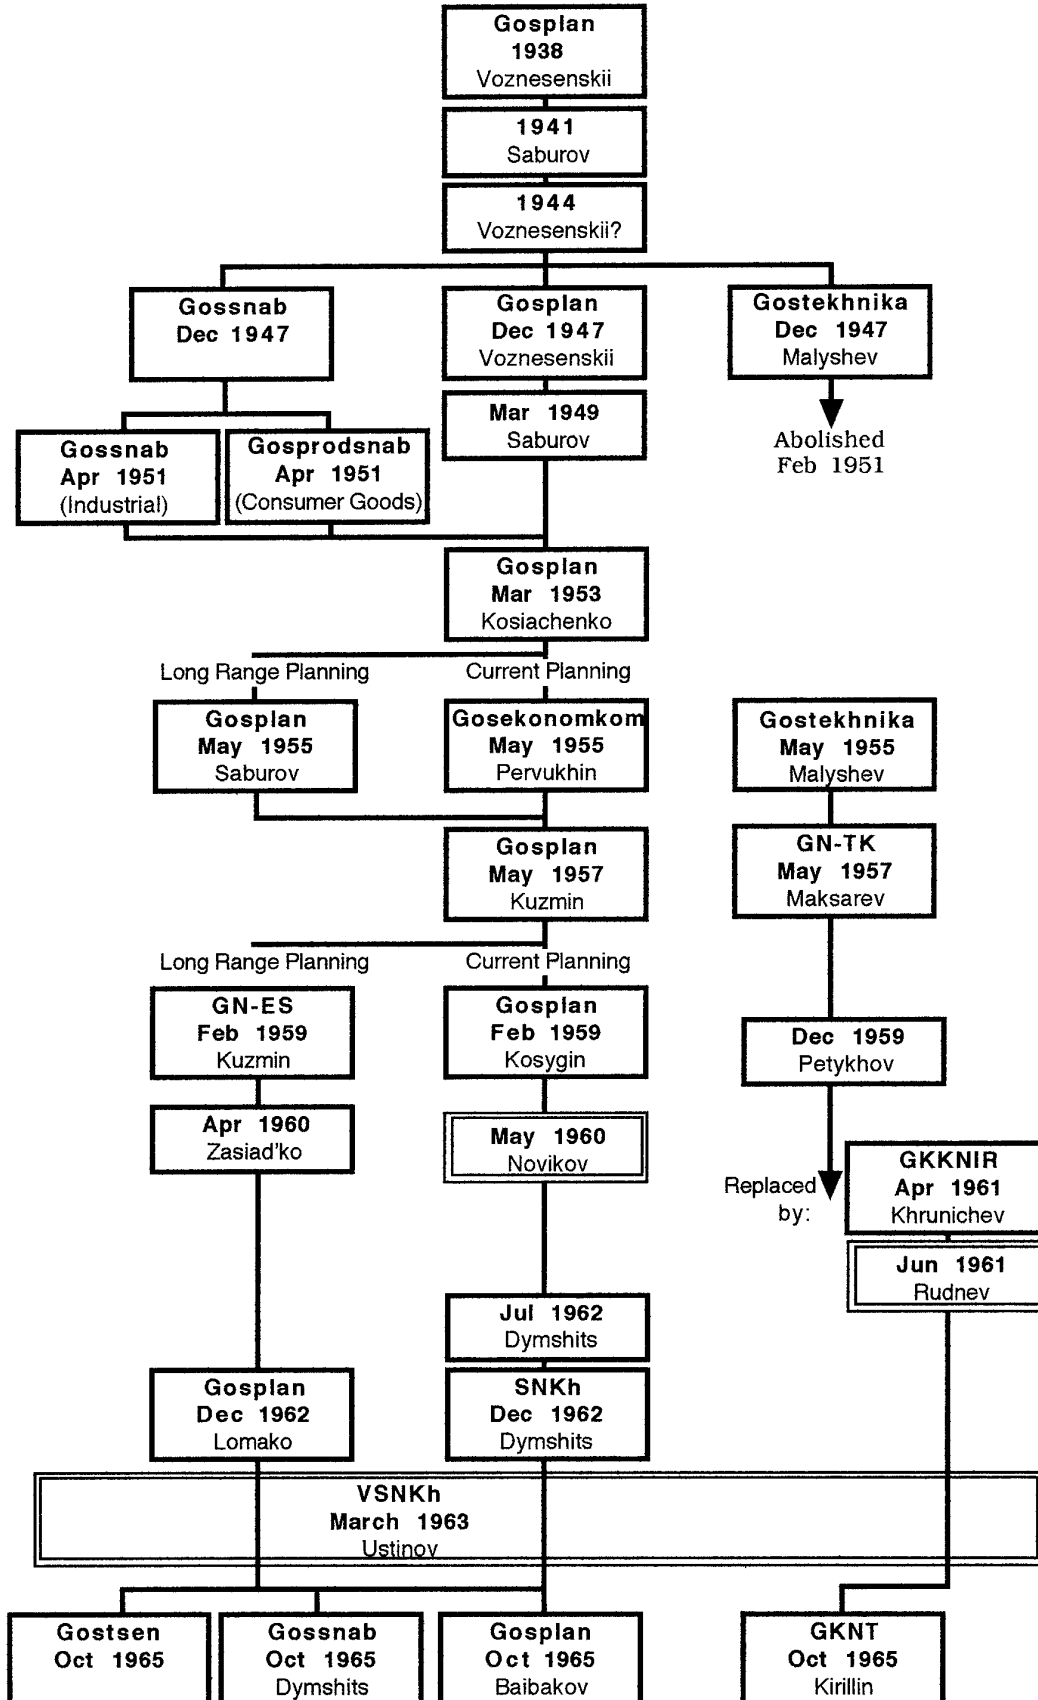 Gosplan
1938
Voznesenskii
1941
Saburov
1944
Voznesenskii?
Gossnab
Dec 1947
Gosplan
Dec 1947
Voznesenskii
Gostekhnika
Dec 1947
Malyshev
Mar 1949
Saburov
Abolished
Feb 1951
Gossnab
Apr 1951
(Industrial)
Gosprodsnab
Apr 1951
(Consumer Goods)
Gosplan
Mar 1953
Kosiachenko
Long Range Planning
Current Planning
Gosplan
May 1955
Saburov
Gosekonomkom
May 1955
Pervukhin
Gostekhnika
May 1955
Malyshev
Gosplan
May 1957
Kuzmin
GN-TK
May 1957
Maksarev
Long Range Planning
Current Planning
GN-ES
Feb 1959
Kuzmin
Gosplan
Feb 1959
Kosygin
Dec 1959
Petykhov
Apr 1960
Zasiad'ko
May 1960
Novikov
Replaced
by:
GKKNIR
Apr 1961
Khrunichev
Jun 1961
Rudnev
Jul 1962
Dymshits
Gosplan
Dec 1962
Lomako
SNKh
Dec 1962
Dymshits
VSNKh
March 1963
Ustinov
Gostsen
Oct 1965
Gossnab
Oct 1965
Dymshits
Gosplan
Oct 1965
Baibakov
GKNT
Oct 1965
Kirillin